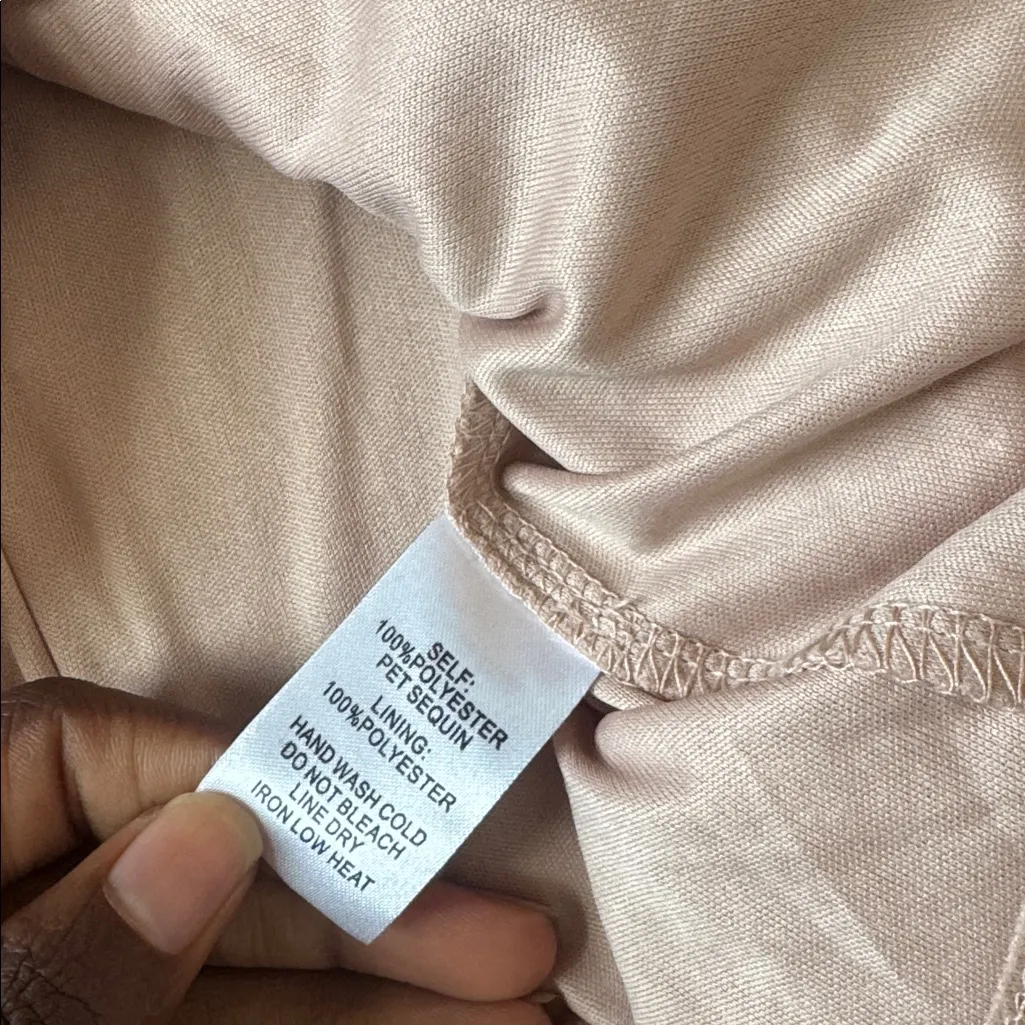 SELF:
100%POLYESTER
PET SEQUIN
LINING:
100%POLYESTER
HAND WASH COLD
DO NOT BLEACH
LINE DRY
IRON LOW HEAT